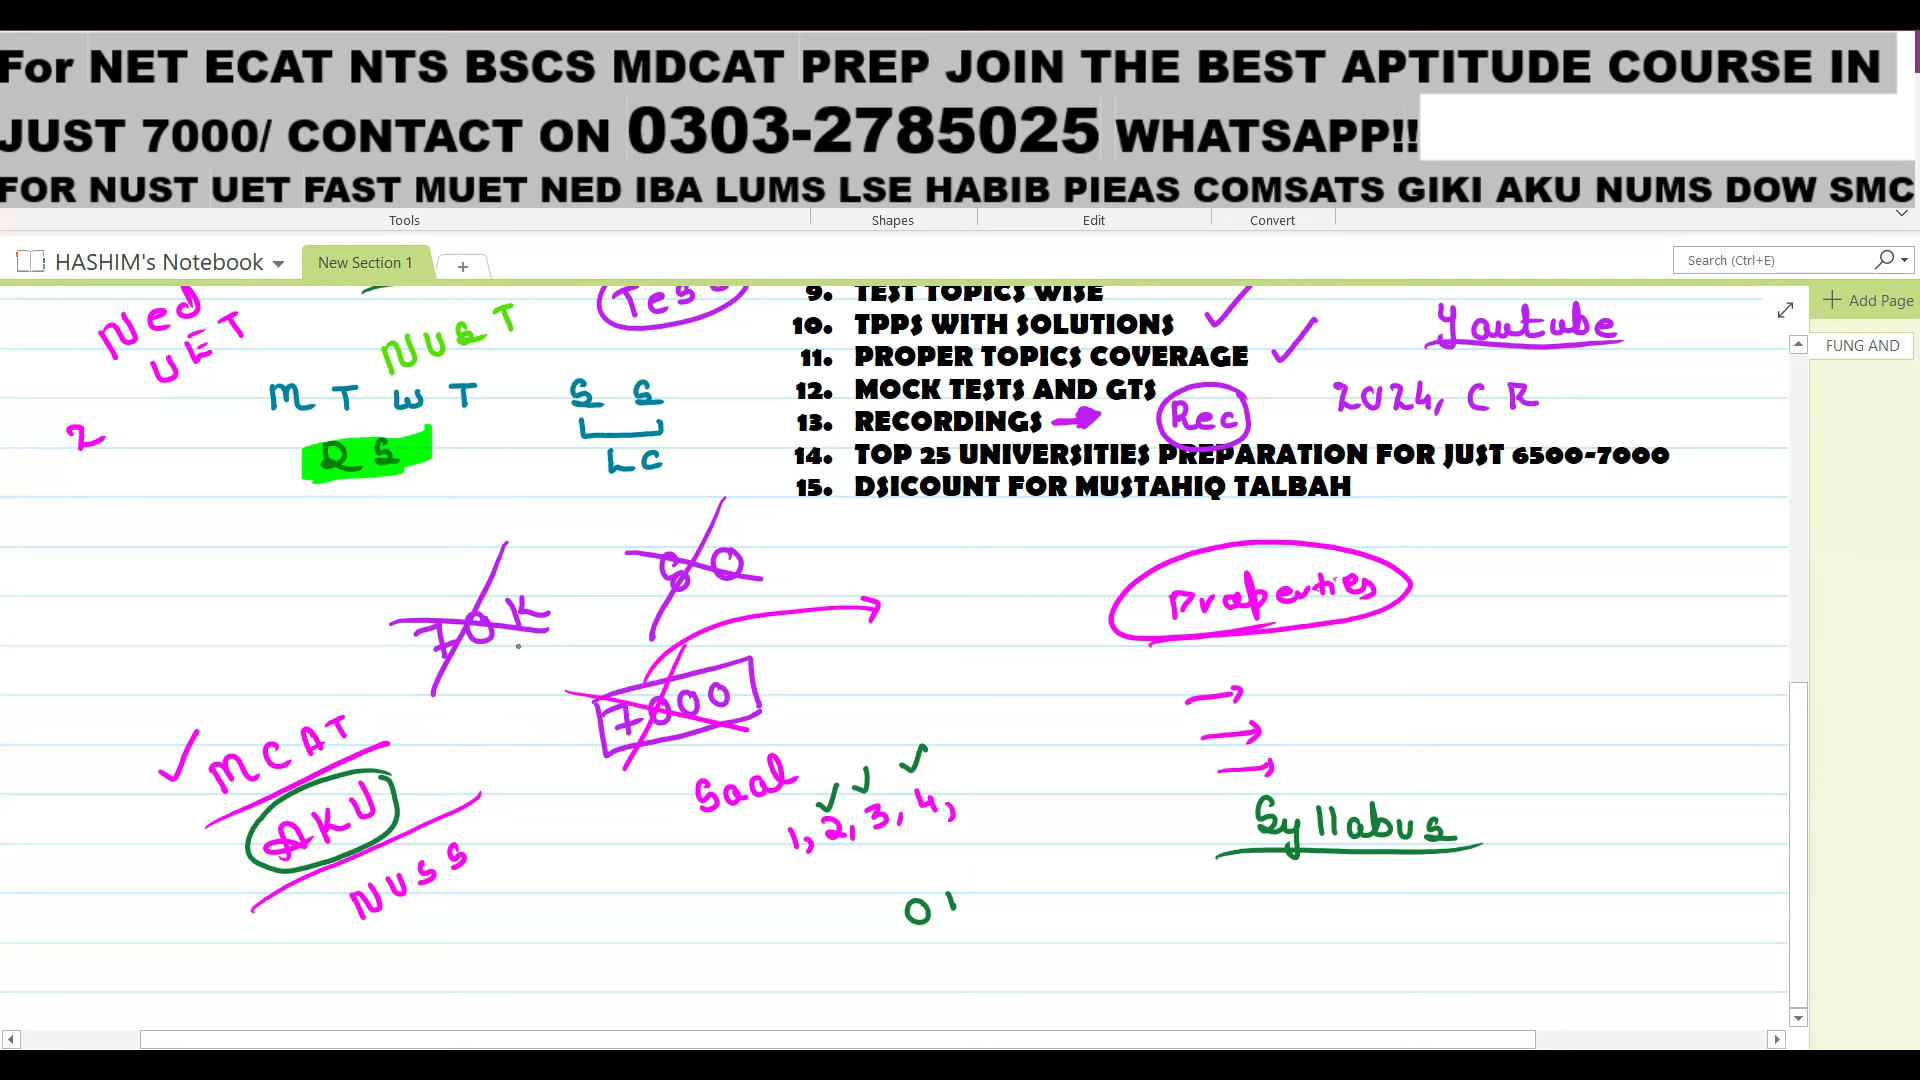 For NET ECAT NTS BSCS MDCAT PREP JOIN THE BEST APTITUDE COURSE IN
JUST 7000/ CONTACT ON 0303-2785025 WHATSAPP!!
FOR NUST UET FAST MUET NED IBA LUMS LSE HABIB PIEAS COMSATS GIKI AKU NUMS DOW SMC
Tools Shapes Edit Convert
HASHIM's Notebook New Section 1 Search (Ctrl+E)
Add Page
FUNG AND
9. TEST TOPICS WISE
10. TPPS WITH SOLUTIONS
11. PROPER TOPICS COVERAGE
12. MOCK TESTS AND GTS
13. RECORDINGS
14. TOP 25 UNIVERSITIES PREPARATION FOR JUST 6500-7000
15. DSICOUNT FOR MUSTAHIQ TALBAH
Ned
UET
NUST
Test
Youtube
M T W T S S
2
QS
LC
Rec
2024, CR
70K
7000
Properties
MCAT
AKU
NUSS
Saal
1, 2, 3, 4,
Syllabus